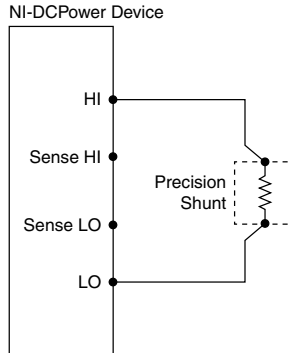 NI-DCPower Device
HI
Sense HI
Precision
Shunt
Sense LO
LO